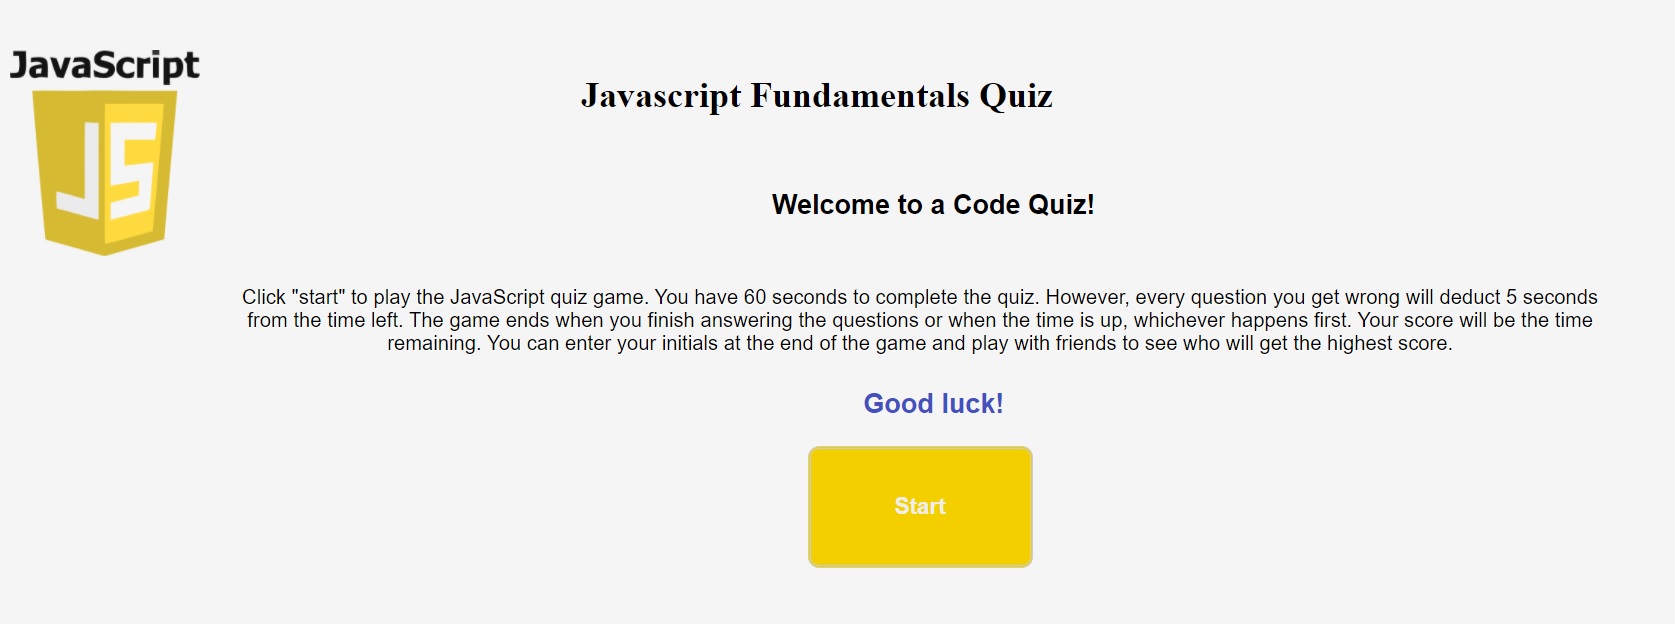 JavaScript
JS
Javascript Fundamentals Quiz
Welcome to a Code Quiz!
Click "start" to play the JavaScript quiz game. You have 60 seconds to complete the quiz. However, every question you get wrong will deduct 5 seconds
from the time left. The game ends when you finish answering the questions or when the time is up, whichever happens first. Your score will be the time
remaining. You can enter your initials at the end of the game and play with friends to see who will get the highest score.
Good luck!
Start